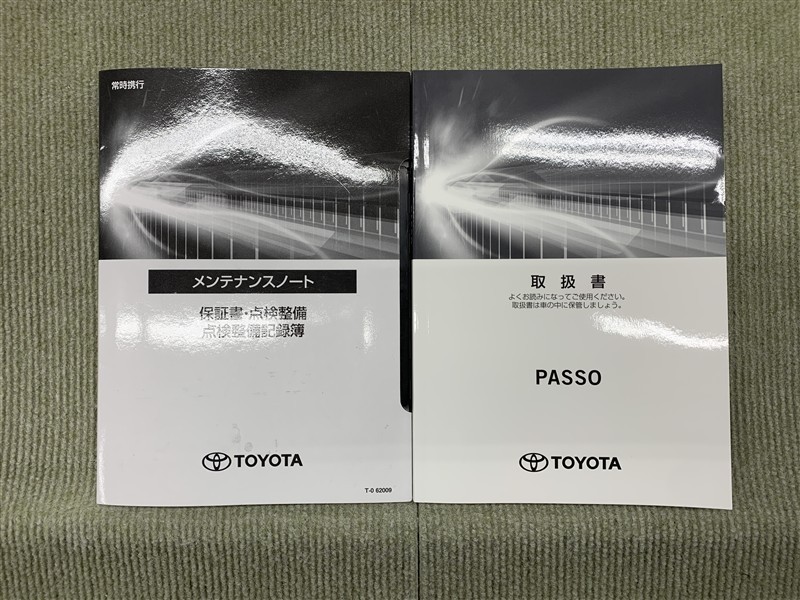 常時携行
メンテナンスノート
保証書・点検整備
点検整備記録簿
TOYOTA
T-0 62009
取扱書
よくお読みになってご使用ください。
取扱書は車の中に保管しましょう。
PASSO
TOYOTA